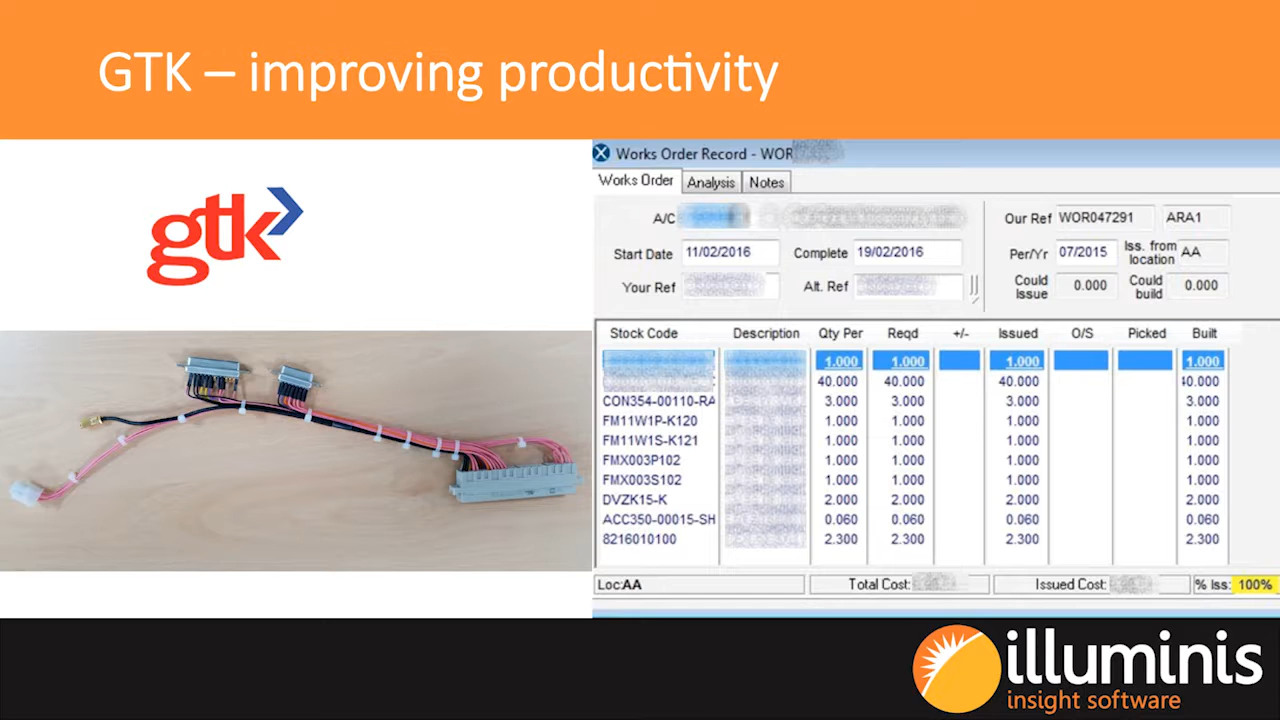 GTK – improving productivity
gtk
Works Order Record - WOR
Works Order Analysis Notes
A/C Our Ref WOR047291 ARA1
Start Date 11/02/2016 Complete 19/02/2016 Per/Yr 07/2015 Iss. from location AA
Your Ref Alt. Ref Could Issue 0.000 Could build 0.000
Stock Code Description Qty Per Reqd +/- Issued O/S Picked Built
1.000 1.000 1.000 1.000
40.000 40.000 40.000 40.000
CON354-00110-RA 3.000 3.000 3.000 3.000
FM11W1P-K120 1.000 1.000 1.000 1.000
FM11W1S-K121 1.000 1.000 1.000 1.000
FMX003P102 1.000 1.000 1.000 1.000
FMX003S102 1.000 1.000 1.000 1.000
DVZK15-K 2.000 2.000 2.000 2.000
ACC350-00015-SH 0.060 0.060 0.060 0.060
8216010100 2.300 2.300 2.300 2.300
Loc:AA Total Cost: Issued Cost: % Iss: 100%
illuminis
insight software